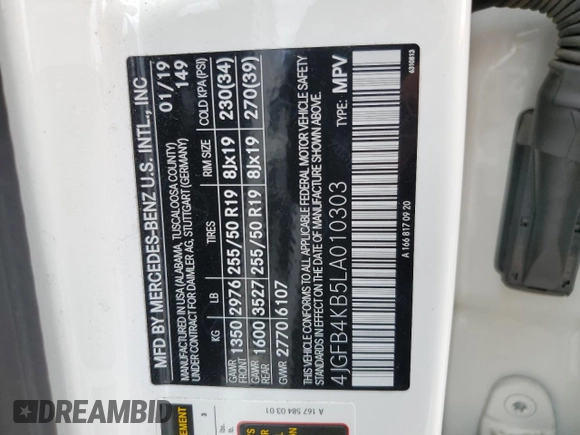 MFD BY MERCEDES-BENZ U.S. INTL., INC
MANUFACTURED IN USA (ALABAMA, TUSCALOOSA COUNTY)
UNDER CONTRACT FOR DAIMLER AG, STUTTGART (GERMANY)
01/19
149
KG LB TIRES RIM SIZE COLD KPA(PSI)
GAWR FRONT 1350 2976 255/50 R19 8Jx19 230(34)
GAWR REAR 1600 3527 255/50 R19 8Jx19 270(39)
GVWR 2770 6107
THIS VEHICLE CONFORMS TO ALL APPLICABLE FEDERAL MOTOR VEHICLE SAFETY
STANDARDS IN EFFECT ON THE DATE OF MANUFACTURE SHOWN ABOVE.
4JGFB4KB5LA010303 TYPE: MPV
A 166 817 09 20
6310813
A 167 584 03 01
DREAMBID
dreambid.com